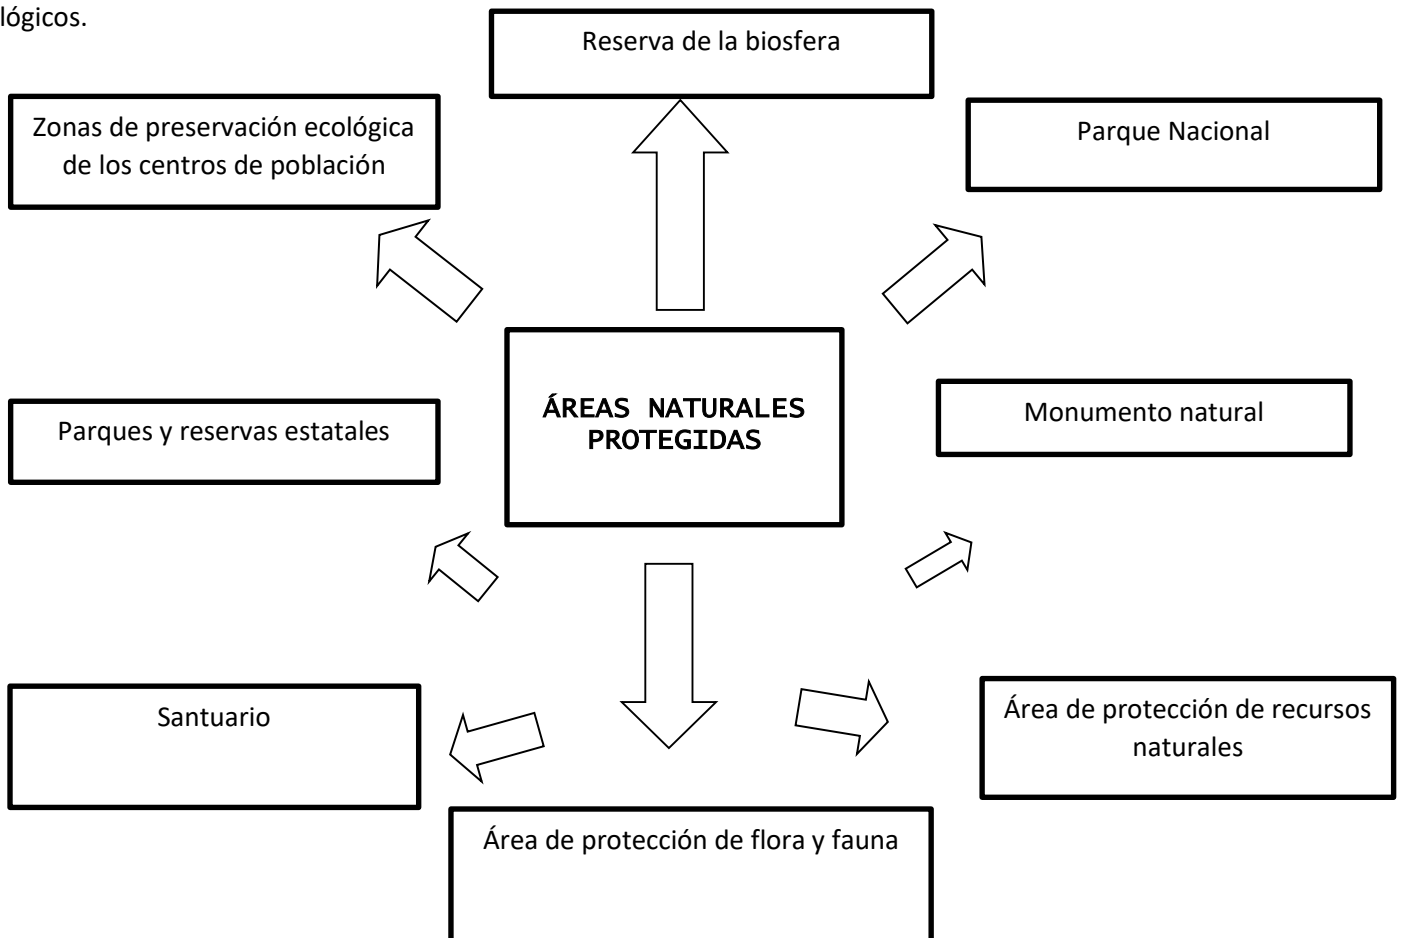 lógicos.
Reserva de la biosfera
Zonas de preservación ecológica
de los centros de población
Parque Nacional
ÁREAS NATURALES
PROTEGIDAS
Parques y reservas estatales
Monumento natural
Santuario
Área de protección de recursos
naturales
Área de protección de flora y fauna